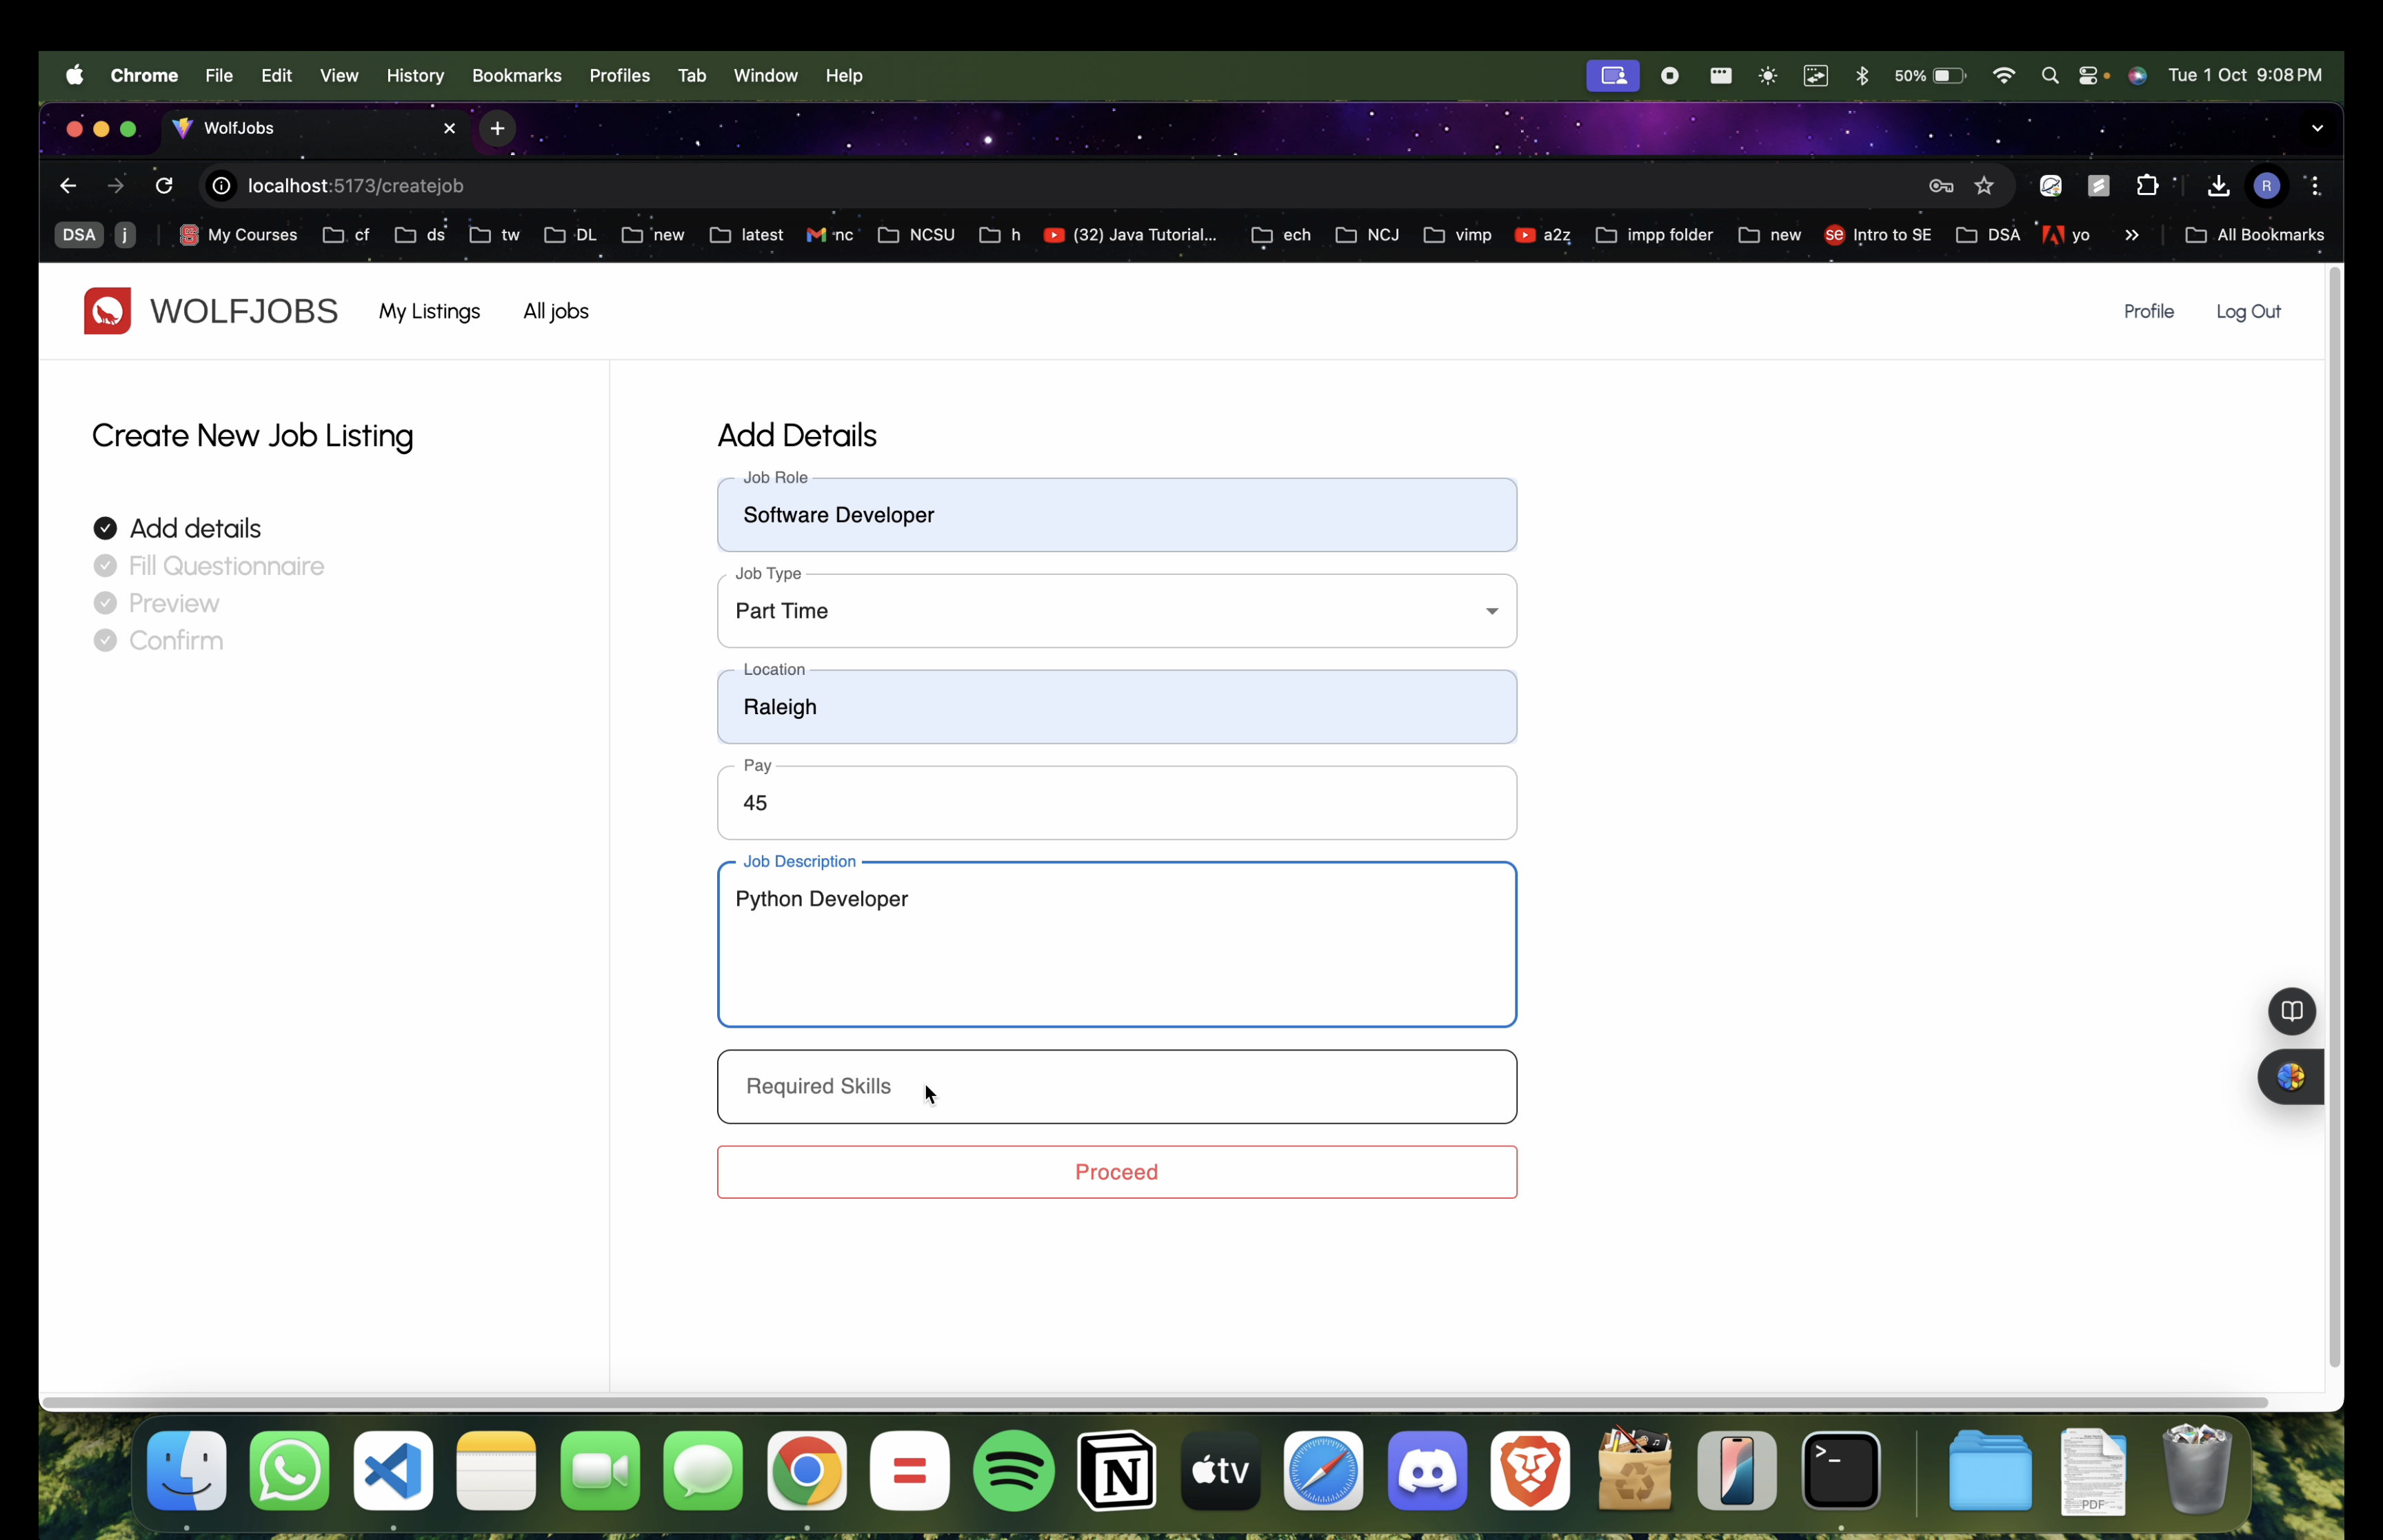 Chrome File Edit View History Bookmarks Profiles Tab Window Help 50% Tue 1 Oct 9:08 PM
WolfJobs
localhost:5173/createjob R
DSA j My Courses cf ds tw DL new latest nc NCSU h (32) Java Tutorial... ech NCJ vimp a2z impp folder new se Intro to SE DSA yo » All Bookmarks
WOLFJOBS My Listings All jobs Profile Log Out
Create New Job Listing
Add details
Fill Questionnaire
Preview
Confirm
Add Details
Job Role
Software Developer
Job Type
Part Time
Location
Raleigh
Pay
45
Job Description
Python Developer
Required Skills
Proceed
N tv >_ PDF